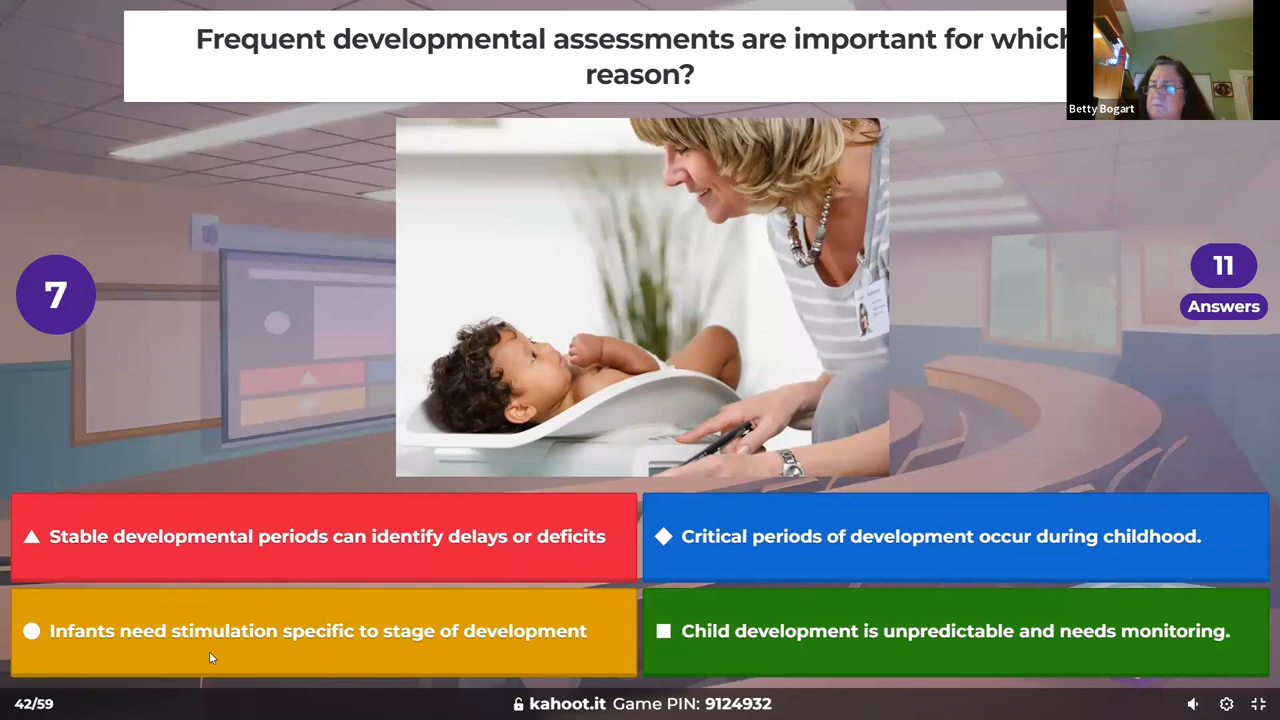 Frequent developmental assessments are important for which
reason?
Betty Bogart
7
11
Answers
Stable developmental periods can identify delays or deficits
Critical periods of development occur during childhood.
Infants need stimulation specific to stage of development
Child development is unpredictable and needs monitoring.
42/59
kahoot.it Game PIN: 9124932